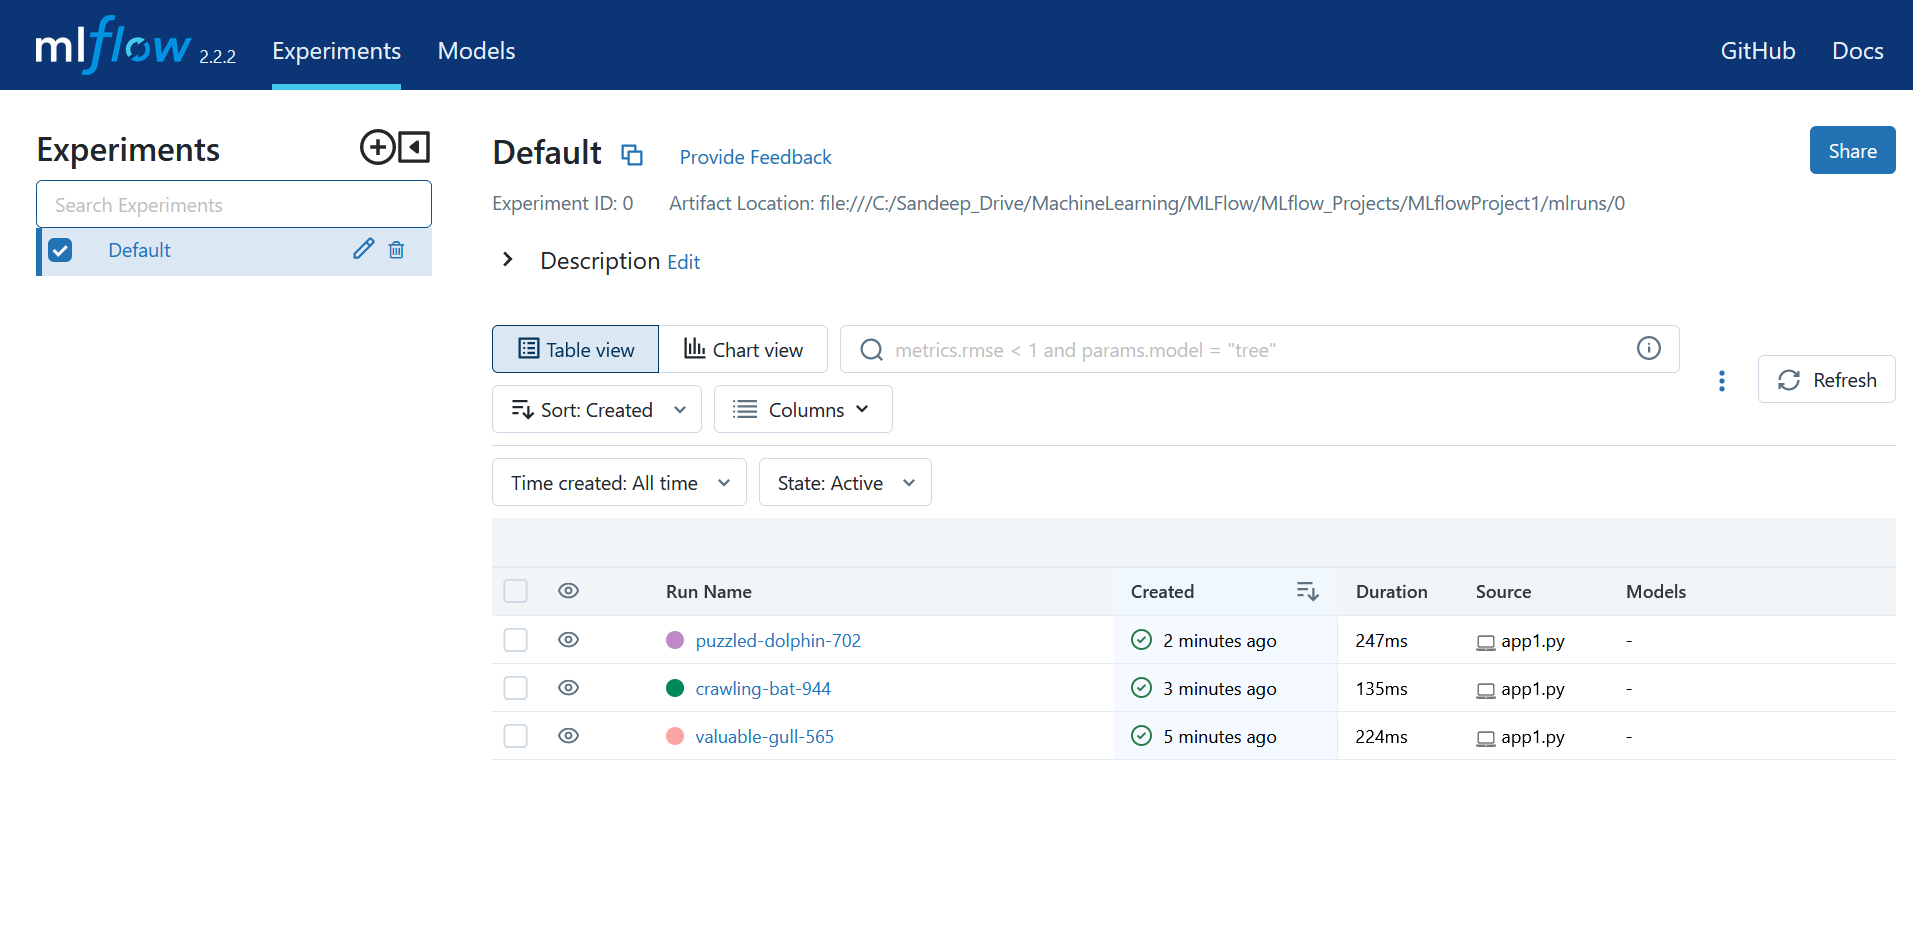 mlflow 2.2.2 Experiments Models GitHub Docs
Experiments
Search Experiments
Default
Default Provide Feedback Share
Experiment ID: 0 Artifact Location: file:///C:/Sandeep_Drive/MachineLearning/MLFlow/MLflow_Projects/MLflowProject1/mlruns/0
Description Edit
Table view Chart view metrics.rmse < 1 and params.model = "tree"
Refresh
Sort: Created Columns
Time created: All time State: Active
Run Name Created Duration Source Models
puzzled-dolphin-702 2 minutes ago 247ms app1.py -
crawling-bat-944 3 minutes ago 135ms app1.py -
valuable-gull-565 5 minutes ago 224ms app1.py -